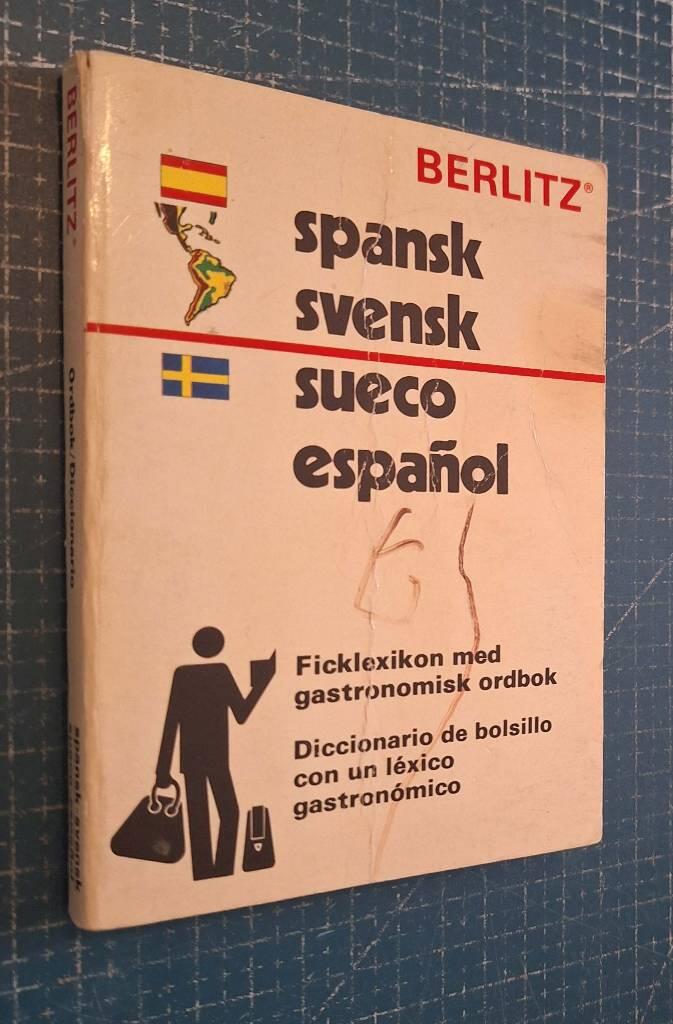 BERLITZ®
spansk
svensk
sueco
español
Ficklexikon med
gastronomisk ordbok
Diccionario de bolsillo
con un léxico
gastronómico
BERLITZ®
Ordbok/Diccionario
spansk-svensk